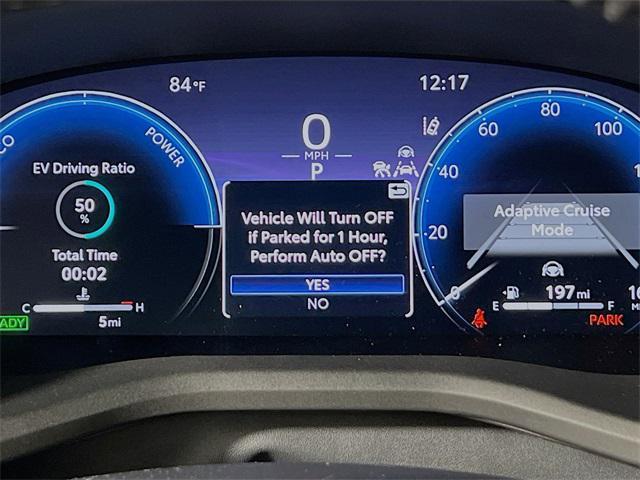 84°F
12:17
POWER
EV Driving Ratio
50
%
Total Time
00:02
C H
5mi
0
MPH
P
Vehicle Will Turn OFF
if Parked for 1 Hour,
Perform Auto OFF?
YES
NO
0
20
40
60
80
100
Adaptive Cruise
Mode
197 mi
E F
PARK